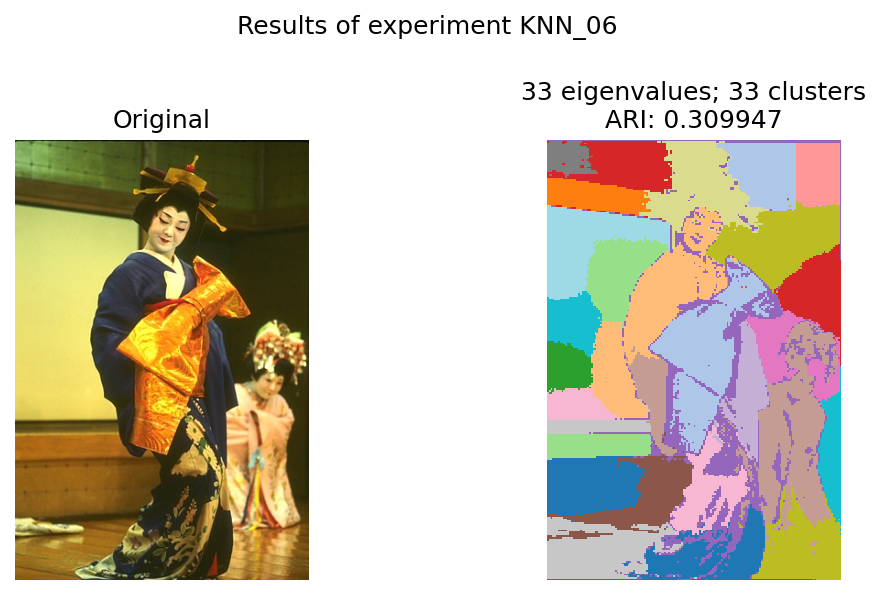 Results of experiment KNN_06
Original
33 eigenvalues; 33 clusters
ARI: 0.309947